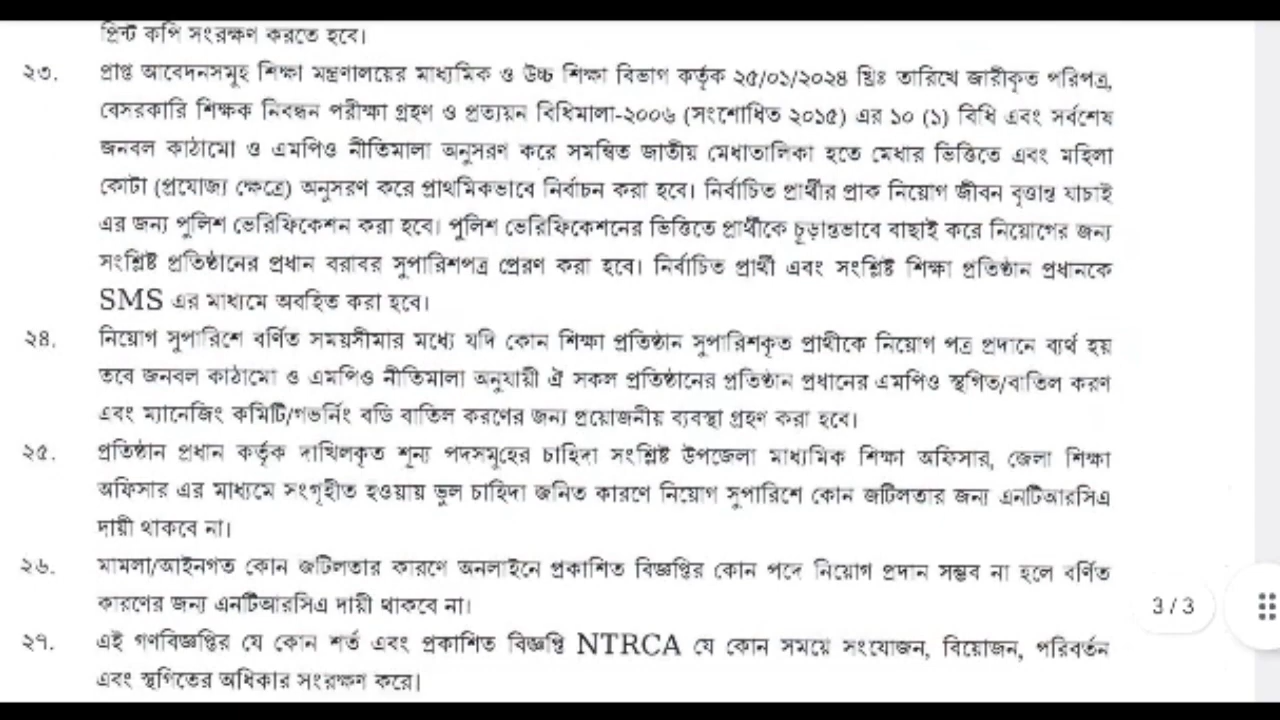 প্রিন্ট কপি সংরক্ষণ করতে হবে।
২৩. প্রাপ্ত আবেদনসমূহ শিক্ষা মন্ত্রণালয়ের মাধ্যমিক ও উচ্চ শিক্ষা বিভাগ কর্তৃক ২৫/০১/২০২৪ খ্রিঃ তারিখে জারীকৃত পরিপত্র,
বেসরকারি শিক্ষক নিবন্ধন পরীক্ষা গ্রহণ ও প্রত্যয়ন বিধিমালা-২০০৬ (সংশোধিত ২০১৫) এর ১০ (১) বিধি এবং সর্বশেষ
জনবল কাঠামো ও এমপিও নীতিমালা অনুসরণ করে সমন্বিত জাতীয় মেধাতালিকা হতে মেধার ভিত্তিতে এবং মহিলা
কোটা (প্রযোজ্য ক্ষেত্রে) অনুসরণ করে প্রাথমিকভাবে নির্বাচন করা হবে। নির্বাচিত প্রার্থীর প্রাক নিয়োগ জীবন বৃত্তান্ত যাচাই
এর জন্য পুলিশ ভেরিফিকেশন করা হবে। পুলিশ ভেরিফিকেশনের ভিত্তিতে প্রার্থীকে চূড়ান্তভাবে বাছাই করে নিয়োগের জন্য
সংশ্লিষ্ট প্রতিষ্ঠানের প্রধান বরাবর সুপারিশপত্র প্রেরণ করা হবে। নির্বাচিত প্রার্থী এবং সংশ্লিষ্ট শিক্ষা প্রতিষ্ঠান প্রধানকে
SMS এর মাধ্যমে অবহিত করা হবে।
২৪. নিয়োগ সুপারিশে বর্ণিত সময়সীমার মধ্যে যদি কোন শিক্ষা প্রতিষ্ঠান সুপারিশকৃত প্রার্থীকে নিয়োগ পত্র প্রদানে ব্যর্থ হয়
তবে জনবল কাঠামো ও এমপিও নীতিমালা অনুযায়ী ঐ সকল প্রতিষ্ঠানের প্রতিষ্ঠান প্রধানের এমপিও স্থগিত/বাতিল করণ
এবং ম্যানেজিং কমিটি/গভর্নিং বডি বাতিল করণের জন্য প্রয়োজনীয় ব্যবস্থা গ্রহণ করা হবে।
২৫. প্রতিষ্ঠান প্রধান কর্তৃক দাখিলকৃত শূন্য পদসমূহের চাহিদা সংশ্লিষ্ট উপজেলা মাধ্যমিক শিক্ষা অফিসার, জেলা শিক্ষা
অফিসার এর মাধ্যমে সংগৃহীত হওয়ায় ভুল চাহিদা জনিত কারণে নিয়োগ সুপারিশে কোন জটিলতার জন্য এনটিআরসিএ
দায়ী থাকবে না।
২৬. মামলা/আইনগত কোন জটিলতার কারণে অনলাইনে প্রকাশিত বিজ্ঞপ্তির কোন পদে নিয়োগ প্রদান সম্ভব না হলে বর্ণিত
কারণের জন্য এনটিআরসিএ দায়ী থাকবে না।
3 / 3
২৭. এই গণবিজ্ঞপ্তির যে কোন শর্ত এবং প্রকাশিত বিজ্ঞপ্তি NTRCA যে কোন সময়ে সংযোজন, বিয়োজন, পরিবর্তন
এবং স্থগিতের অধিকার সংরক্ষণ করে।